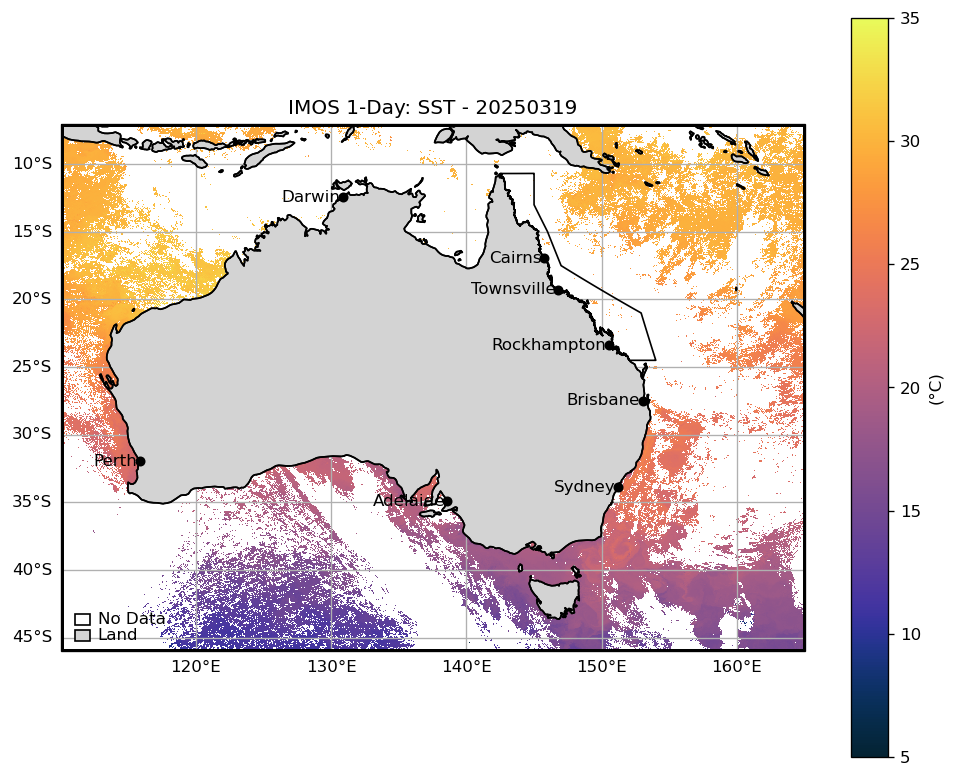 IMOS 1-Day: SST - 20250319
35
30
25
20
15
10
5
(°C)
10°S
15°S
20°S
25°S
30°S
35°S
40°S
45°S
Darwin
Cairns
Townsville
Rockhampton
Brisbane
Perth
Sydney
Adelaide
No Data
Land
120°E
130°E
140°E
150°E
160°E